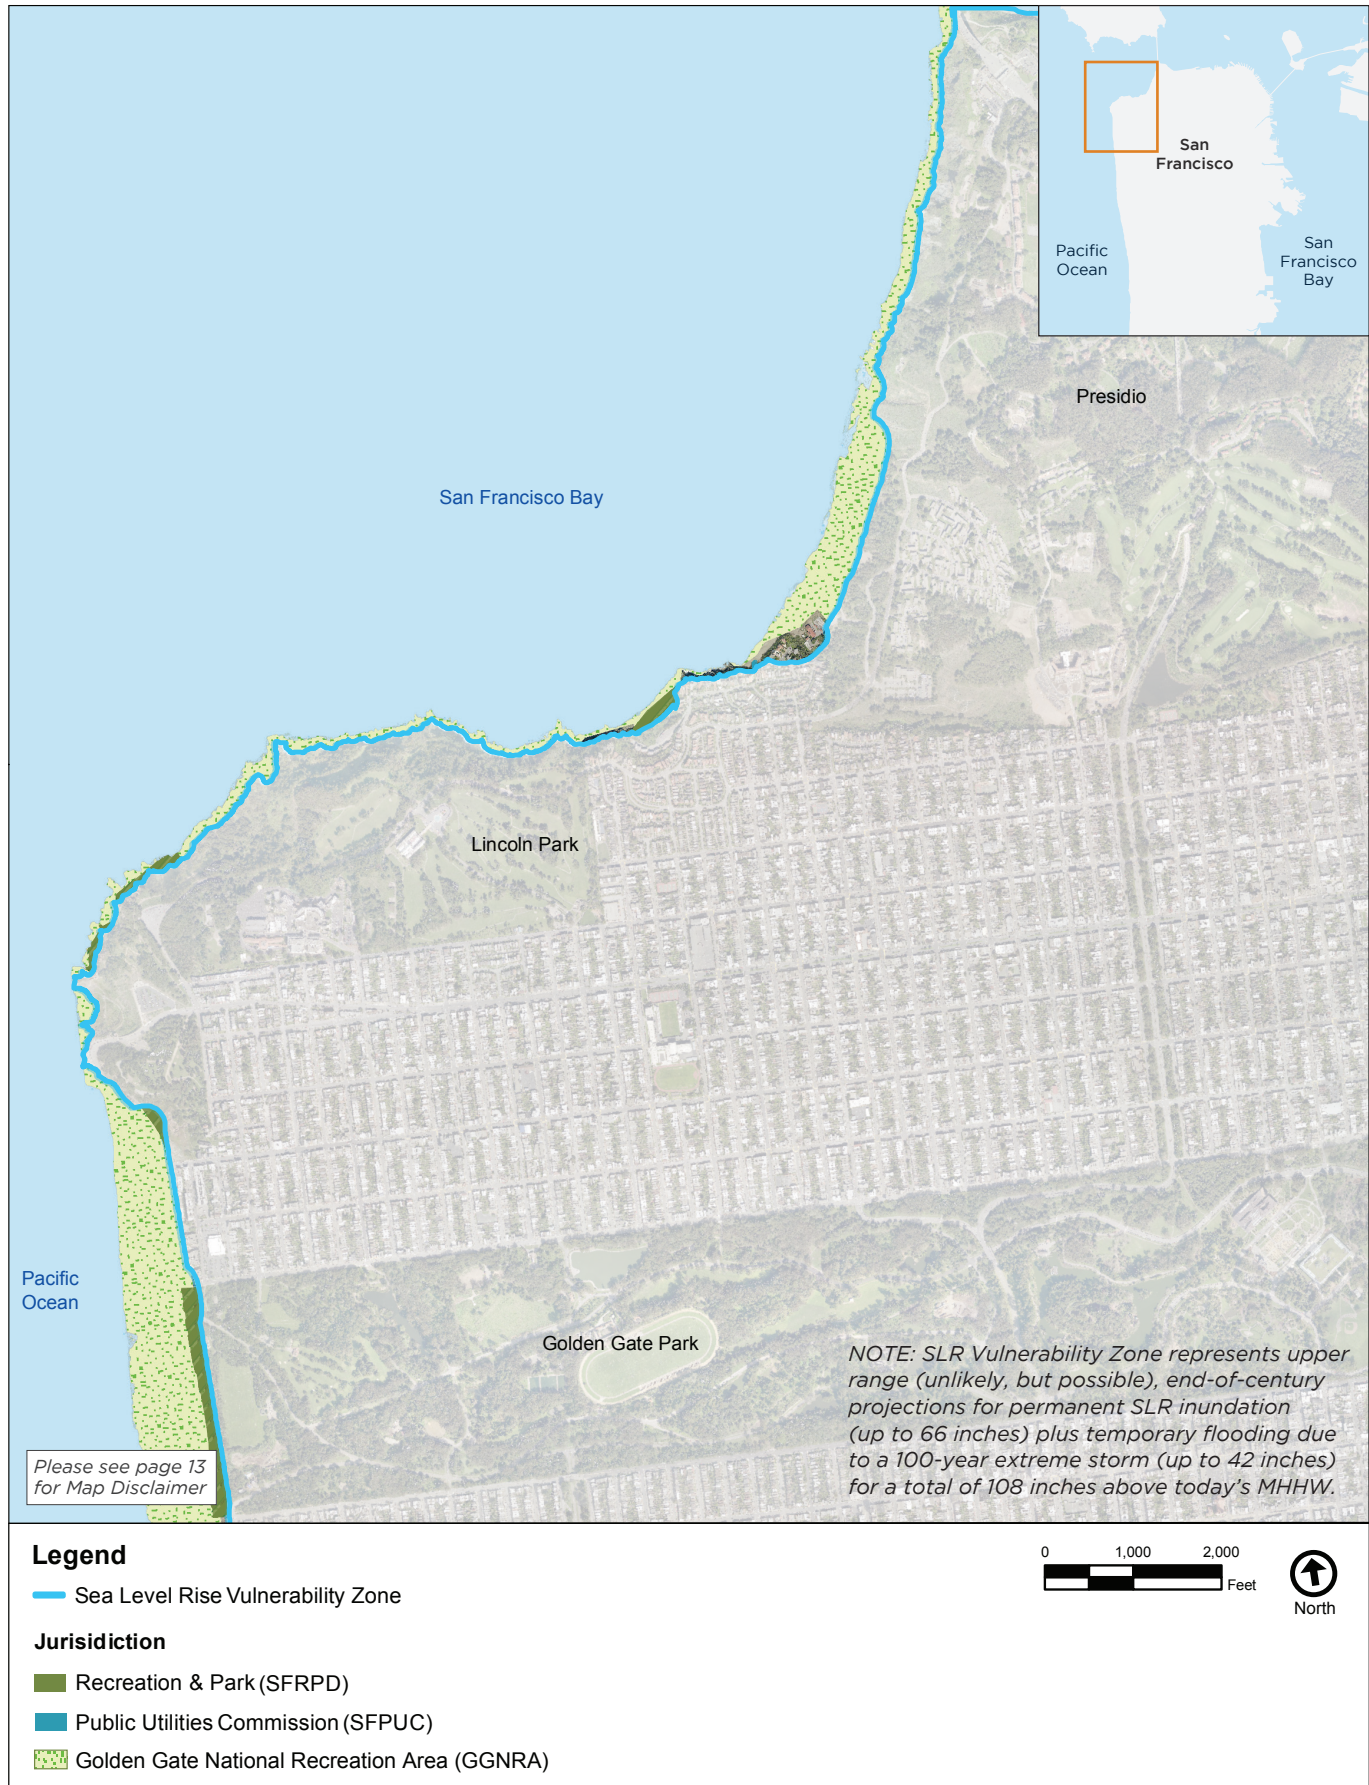 San
Francisco
Pacific
Ocean
San
Francisco
Bay
Presidio
San Francisco Bay
Lincoln Park
Pacific
Ocean
Golden Gate Park
NOTE: SLR Vulnerability Zone represents upper
range (unlikely, but possible), end-of-century
projections for permanent SLR inundation
(up to 66 inches) plus temporary flooding due
to a 100-year extreme storm (up to 42 inches)
for a total of 108 inches above today's MHHW.
Please see page 13
for Map Disclaimer
Legend
Sea Level Rise Vulnerability Zone
Jurisidiction
Recreation & Park (SFRPD)
Public Utilities Commission (SFPUC)
Golden Gate National Recreation Area (GGNRA)
0 1,000 2,000
Feet
North